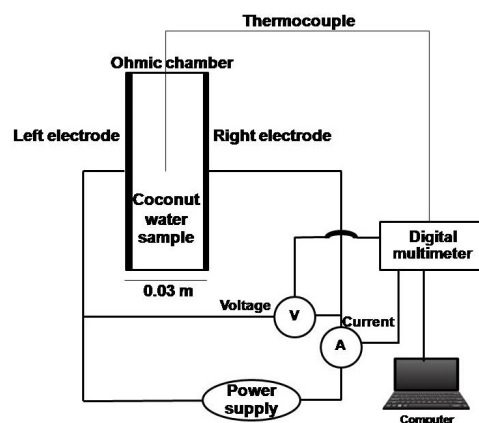 Thermocouple
Ohmic chamber
Left electrode
Right electrode
Coconut
water
sample
Digital
multimeter
0.03 m
Voltage
V
Current
A
Power
supply
Computer